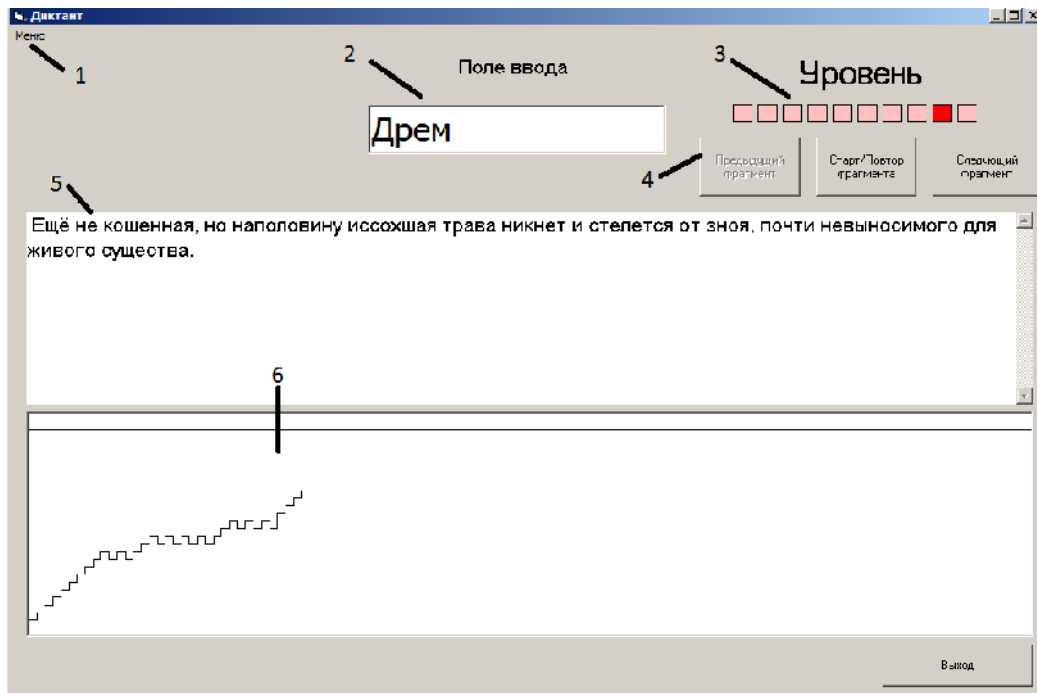 Диктант
Меню
1
2
Поле ввода
3
Уровень
Дрем
4
Предыдущий фрагмент
Старт/Повтор фрагмента
Следующий фрагмент
5
Ещё не кошенная, но наполовину иссохшая трава никнет и стелется от зноя, почти невыносимого для
живого существа.
6
Выход